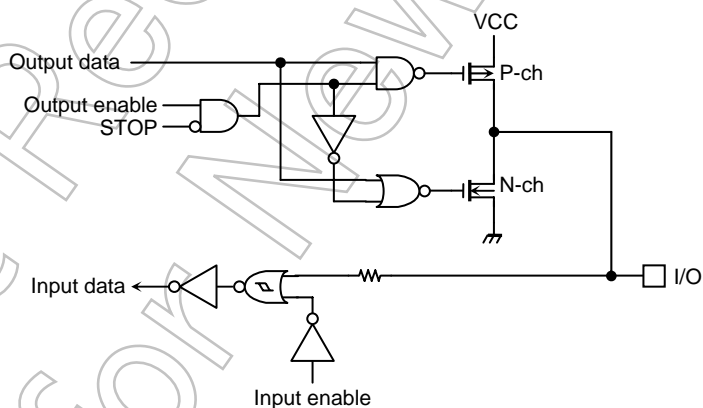 VCC
Output data
P-ch
Output enable
STOP
N-ch
Input data
I/O
Input enable